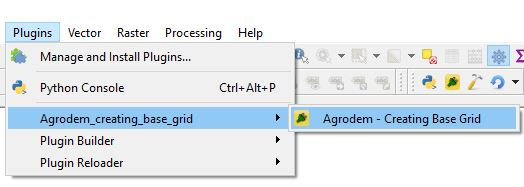 Plugins Vector Raster Processing Help
Manage and Install Plugins...
Python Console Ctrl+Alt+P
Agrodem_creating_base_grid Agrodem - Creating Base Grid
Plugin Builder
Plugin Reloader